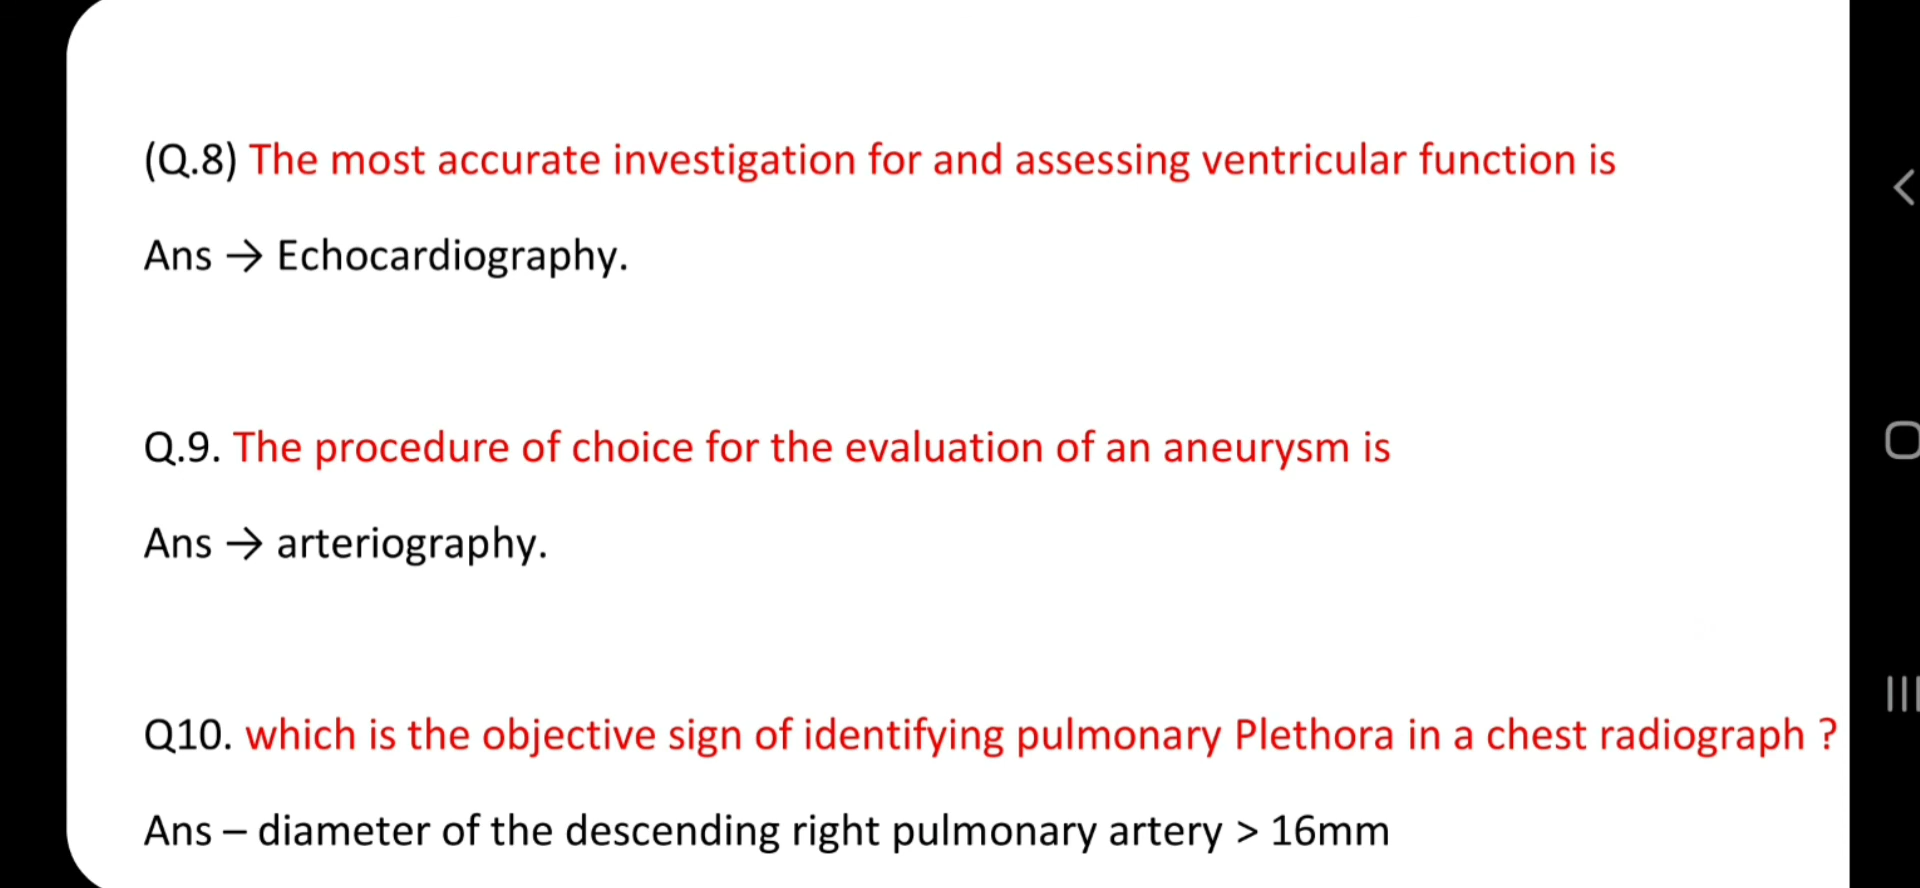 (Q.8) The most accurate investigation for and assessing ventricular function is
Ans → Echocardiography.
Q.9. The procedure of choice for the evaluation of an aneurysm is
Ans → arteriography.
Q10. which is the objective sign of identifying pulmonary Plethora in a chest radiograph ?
Ans – diameter of the descending right pulmonary artery > 16mm